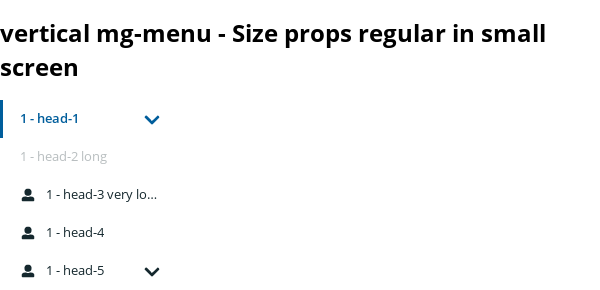 vertical mg-menu - Size props regular in small
screen
1 - head-1
1 - head-2 long
1 - head-3 very lo...
1 - head-4
1 - head-5